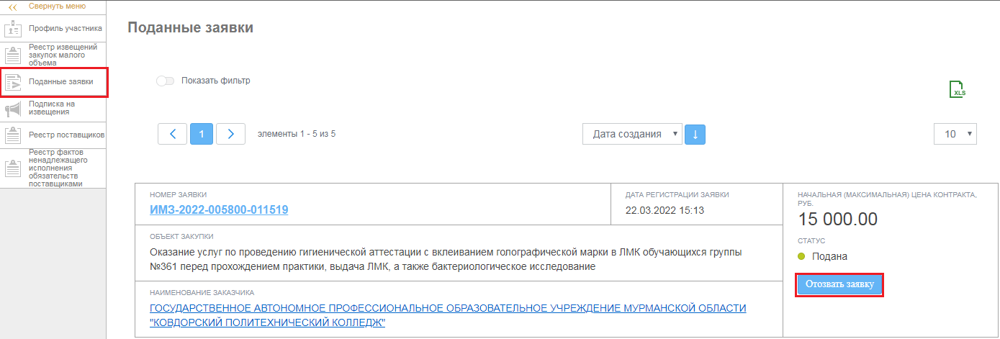 Свернуть меню
Профиль участника
Реестр извещений
закупок малого
объема
Поданные заявки
Подписка на
извещения
Реестр поставщиков
Реестр фактов
ненадлежащего
исполнения
обязательств
поставщиками
Поданные заявки
Показать фильтр
XLS
1
элементы 1 - 5 из 5
Дата создания
10
НОМЕР ЗАЯВКИ
ИМЗ-2022-005800-011519
ДАТА РЕГИСТРАЦИИ ЗАЯВКИ
22.03.2022 15:13
НАЧАЛЬНАЯ (МАКСИМАЛЬНАЯ) ЦЕНА КОНТРАКТА,
РУБ.
15 000.00
СТАТУС
Подана
Отозвать заявку
ОБЪЕКТ ЗАКУПКИ
Оказание услуг по проведению гигиенической аттестации с вклеиванием голографической марки в ЛМК обучающихся группы
№361 перед прохождением практики, выдача ЛМК, а также бактериологическое исследование
НАИМЕНОВАНИЕ ЗАКАЗЧИКА
ГОСУДАРСТВЕННОЕ АВТОНОМНОЕ ПРОФЕССИОНАЛЬНОЕ ОБРАЗОВАТЕЛЬНОЕ УЧРЕЖДЕНИЕ МУРМАНСКОЙ ОБЛАСТИ
"КОВДОРСКИЙ ПОЛИТЕХНИЧЕСКИЙ КОЛЛЕДЖ"